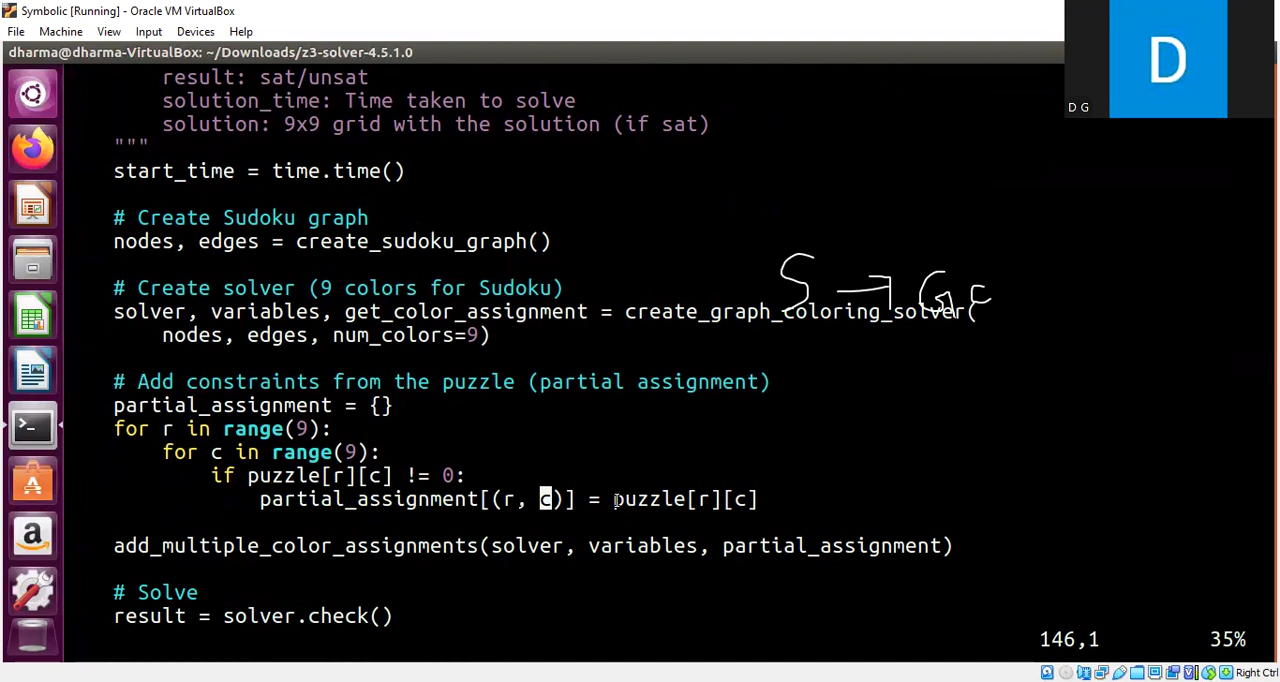 Symbolic [Running] - Oracle VM VirtualBox
File Machine View Input Devices Help
dharma@dharma-VirtualBox: ~/Downloads/z3-solver-4.5.1.0
D
D G
result: sat/unsat
solution_time: Time taken to solve
solution: 9x9 grid with the solution (if sat)
"""
start_time = time.time()
# Create Sudoku graph
nodes, edges = create_sudoku_graph()
# Create solver (9 colors for Sudoku)
solver, variables, get_color_assignment = create_graph_coloring_solver(
nodes, edges, num_colors=9)
# Add constraints from the puzzle (partial assignment)
partial_assignment = {}
for r in range(9):
for c in range(9):
if puzzle[r][c] != 0:
partial_assignment[(r, c)] = puzzle[r][c]
add_multiple_color_assignments(solver, variables, partial_assignment)
# Solve
result = solver.check()
146,1 35%
Right Ctrl